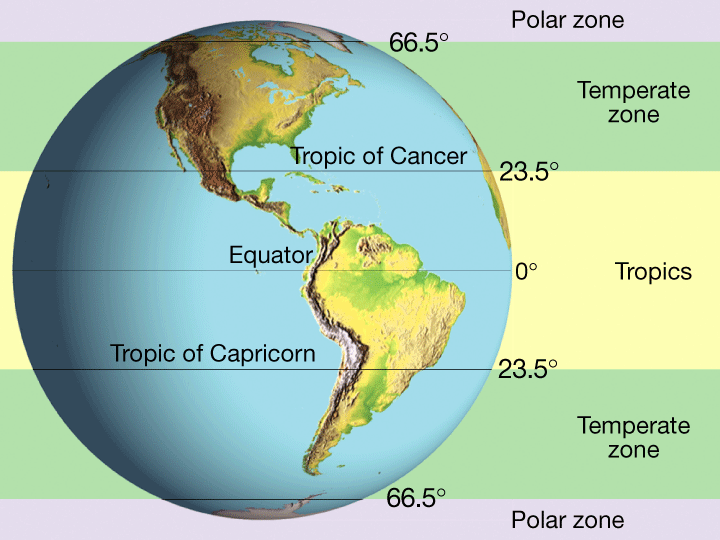 Polar zone
66.5°
Temperate
zone
Tropic of Cancer
23.5°
Equator
0°
Tropics
Tropic of Capricorn
23.5°
Temperate
zone
66.5°
Polar zone